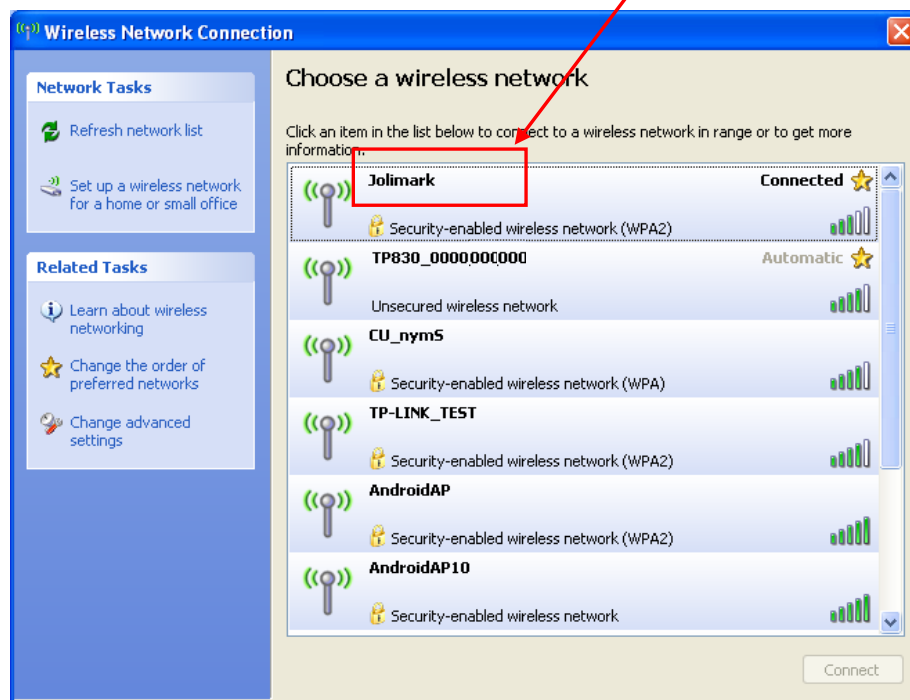 Wireless Network Connection
Network Tasks
Refresh network list
Set up a wireless network
for a home or small office
Related Tasks
Learn about wireless
networking
Change the order of
preferred networks
Change advanced
settings
Choose a wireless network
Click an item in the list below to connect to a wireless network in range or to get more
information.
Jolimark Connected
Security-enabled wireless network (WPA2)
TP830_0000000000 Automatic
Unsecured wireless network
CU_nymS
Security-enabled wireless network (WPA)
TP-LINK_TEST
Security-enabled wireless network (WPA2)
AndroidAP
Security-enabled wireless network (WPA2)
AndroidAP10
Security-enabled wireless network
Connect